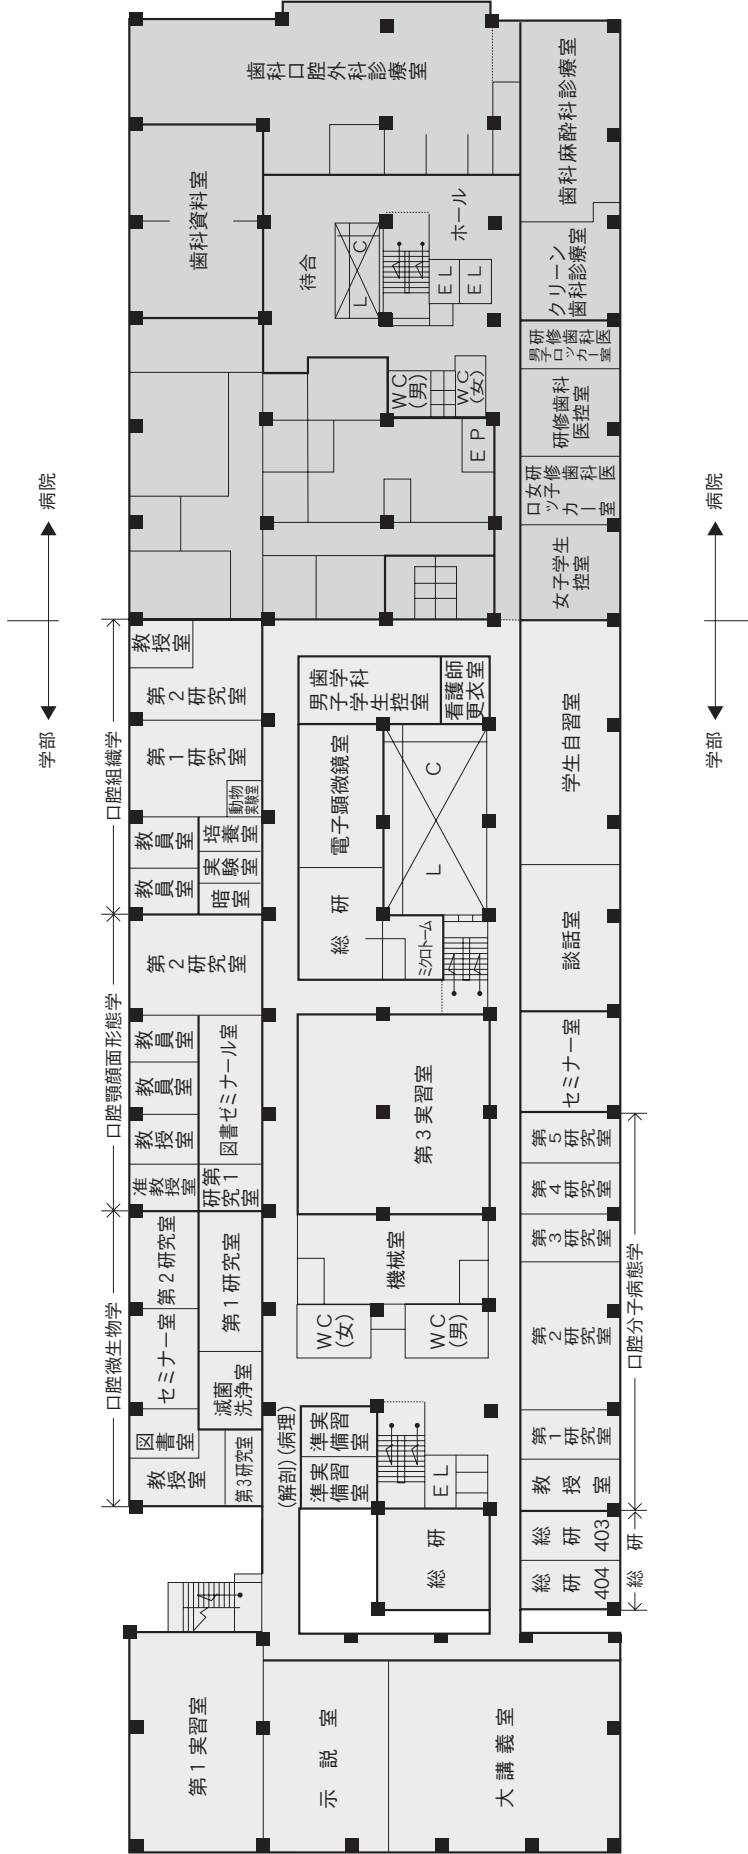 歯科口腔外科診療室
歯科資料室
待合
LC
ホール
EL
EL
WC
(男)
WC
(女)
EP
歯科麻酔科診療室
クリーン
歯科診療室
研修歯科医
男子ロッカー室
研修歯科
医控室
女子研修歯科医
ロッカー室
女子学生
控室
病院
学部
病院
学部
口腔組織学
教授室
第2研究室
第1研究室
動物
実験室
教員室
培養室
実験室
教員室
暗室
口腔顎顔面形態学
第2研究室
教員室
教員室
教授室
准教授室
図書ゼミナール室
第1研究室
口腔微生物学
第2研究室
第1研究室
セミナー室
滅菌
洗浄室
図書室
教授室
第3研究室
歯学科
男子学生控室
看護師
更衣室
電子顕微鏡室
総研
LC
ミクロトーム
第3実習室
機械室
WC
(女)
WC
(男)
(病理)
実習
準備室
(解剖)
実習
準備室
EL
総研
学生自習室
談話室
セミナー室
口腔分子病態学
第5研究室
第4研究室
第3研究室
第2研究室
第1研究室
教授室
総研
総研
403
総研
404
第1実習室
示説室
大講義室